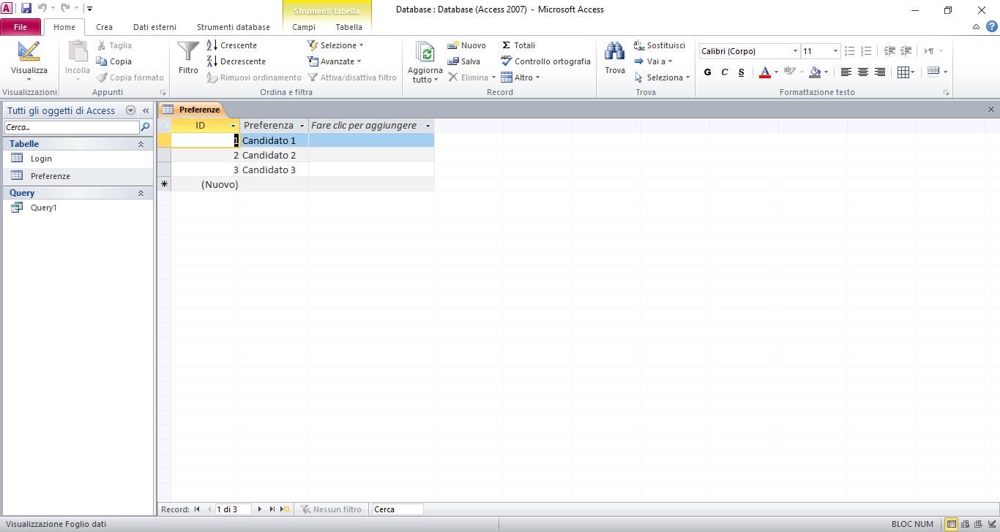 Strumenti tabella
Database : Database (Access 2007) - Microsoft Access
File Home Crea Dati esterni Strumenti database Campi Tabella
Visualizza
Visualizzazioni
Incolla
Taglia
Copia
Copia formato
Appunti
Filtro
Crescente
Decrescente
Rimuovi ordinamento
Selezione
Avanzate
Attiva/disattiva filtro
Ordina e filtra
Aggiorna
tutto
Nuovo
Salva
Elimina
Totali
Controllo ortografia
Altro
Record
Trova
Sostituisci
Vai a
Seleziona
Trova
Calibri (Corpo) 11
G C S
Formattazione testo
Tutti gli oggetti di Access
Cerca...
Tabelle
Login
Preferenze
Query
Query1
Preferenze
ID Preferenza Fare clic per aggiungere
1 Candidato 1
2 Candidato 2
3 Candidato 3
(Nuovo)
Record: 1 di 3 Nessun filtro Cerca
Visualizzazione Foglio dati BLOC NUM